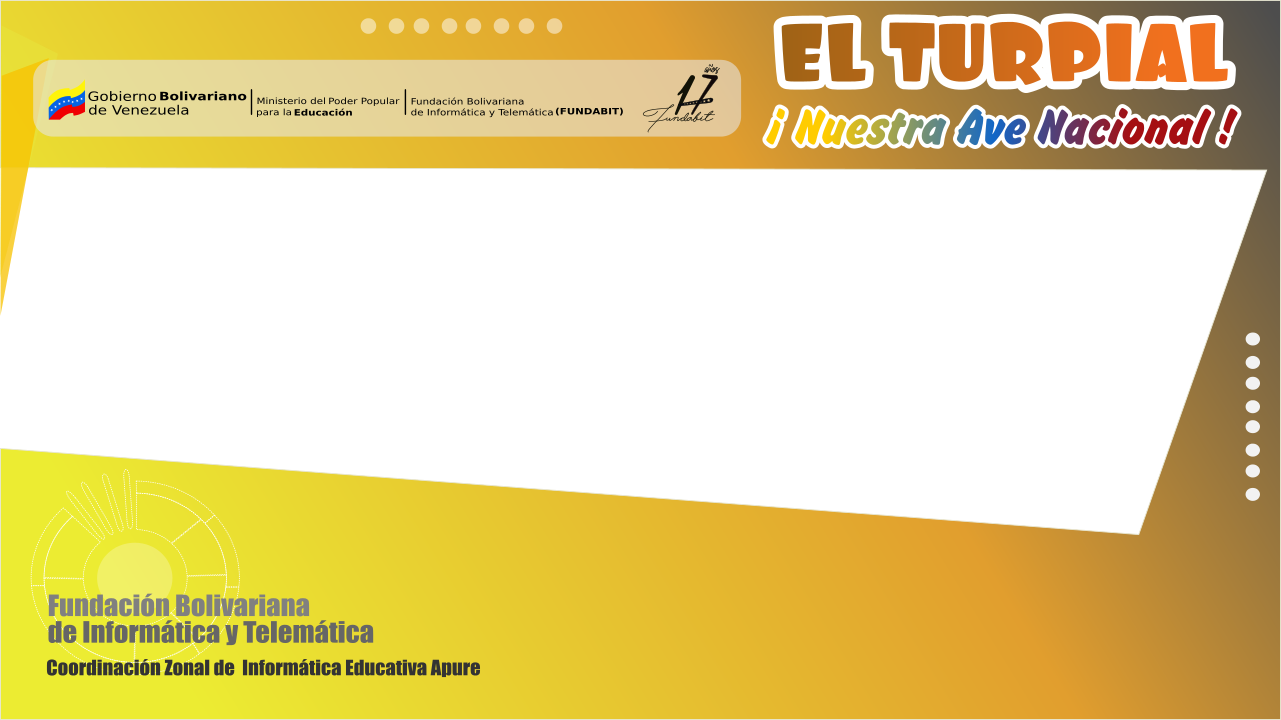 EL TURPIAL
¡ Nuestra Ave Nacional !
Gobierno Bolivariano
de Venezuela
Ministerio del Poder Popular
para la Educación
Fundación Bolivariana
de Informática y Telemática (FUNDABIT)
años
17
Fundabit
Fundación Bolivariana
de Informática y Telemática
Coordinación Zonal de Informática Educativa Apure